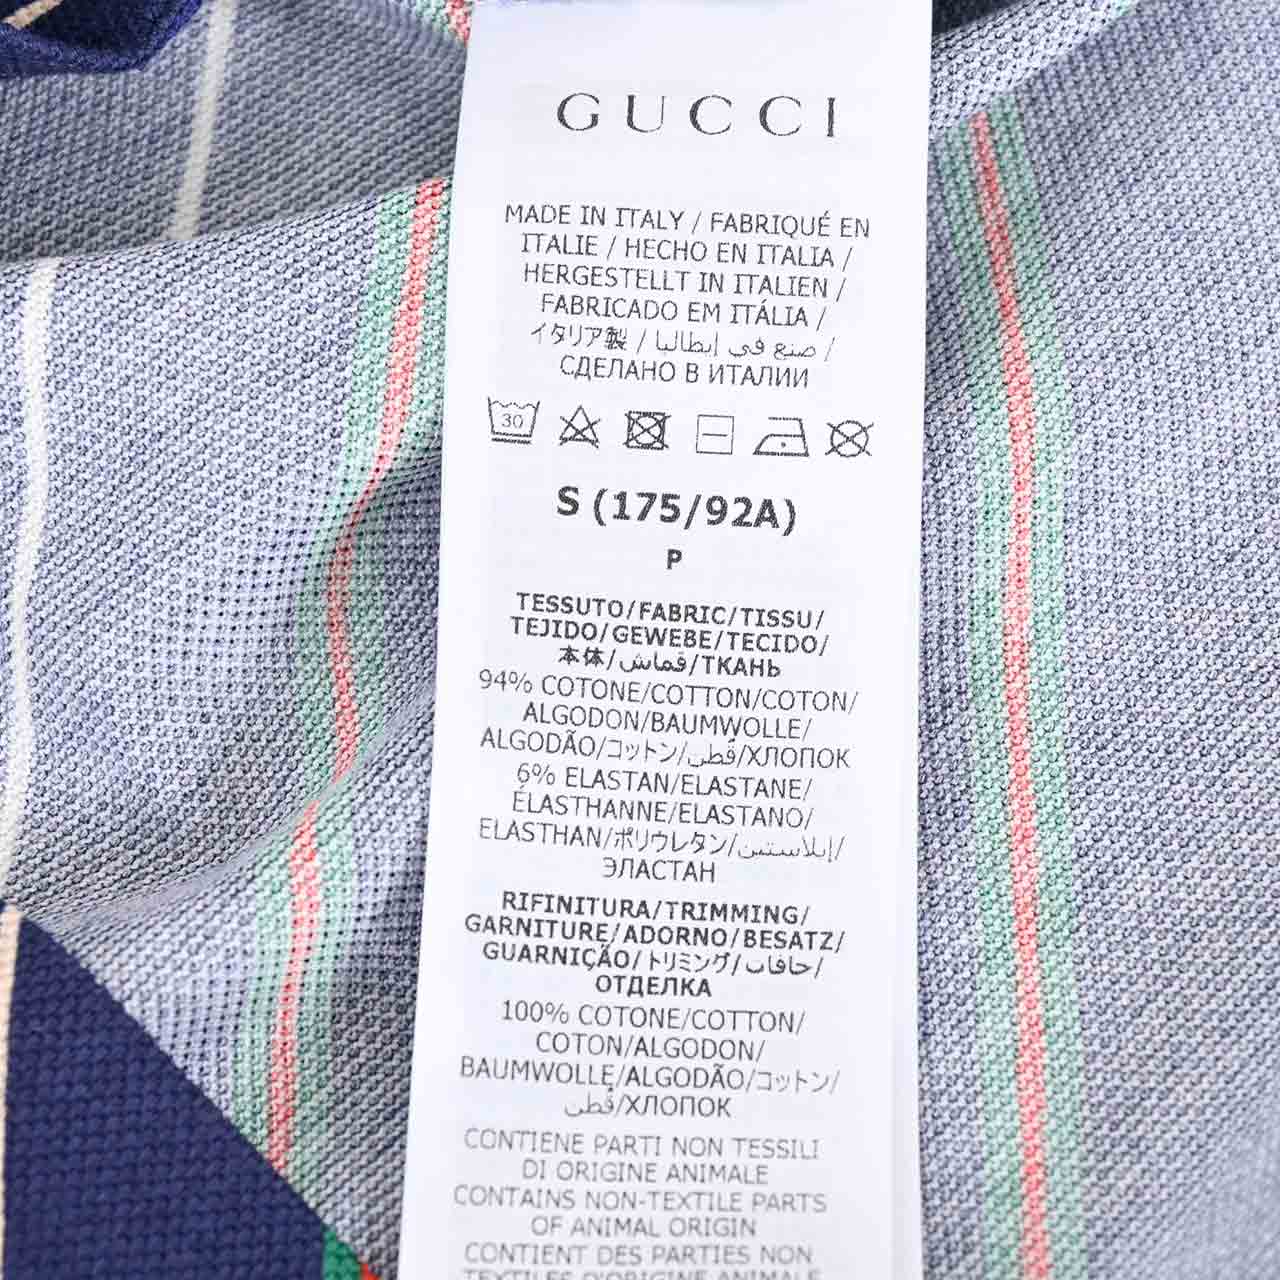 GUCCI
MADE IN ITALY / FABRIQUÉ EN
ITALIE / HECHO EN ITALIA /
HERGESTELLT IN ITALIEN /
FABRICADO EM ITÁLIA /
イタリア製 / صنع في إيطاليا /
СДЕЛАНО В ИТАЛИИ
30
S (175/92A)
P
TESSUTO/FABRIC/TISSU/
TEJIDO/GEWEBE/TECIDO/
本体/قماش/ТКАНЬ
94% COTONE/COTTON/COTON/
ALGODON/BAUMWOLLE/
ALGODÃO/コットン/قطن/ХЛОПОК
6% ELASTAN/ELASTANE/
ÉLASTHANNE/ELASTANO/
ELASTHAN/ポリウレタン/إيلاستين/
ЭЛАСТАН
RIFINITURA/TRIMMING/
GARNITURE/ADORNO/BESATZ/
GUARNIÇÃO/トリミング/حافات/
ОТДЕЛКА
100% COTONE/COTTON/
COTON/ALGODON/
BAUMWOLLE/ALGODÃO/コットン/
قطن/ХЛОПОК
CONTIENE PARTI NON TESSILI
DI ORIGINE ANIMALE
CONTAINS NON-TEXTILE PARTS
OF ANIMAL ORIGIN
CONTIENT DES PARTIES NON
TEXTILES D'ORIGINE ANIMALE